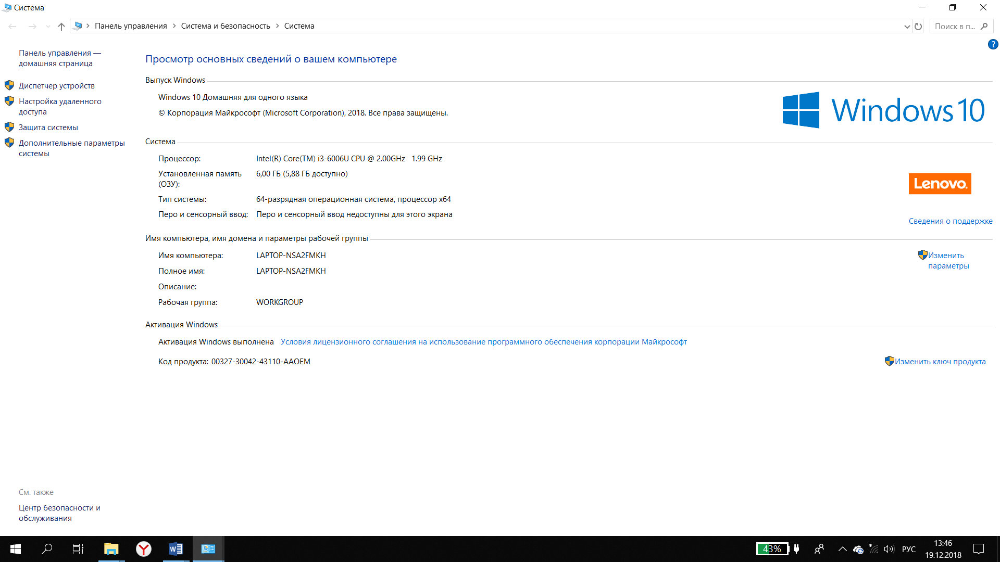 Система
Панель управления > Система и безопасность > Система
Поиск в п...
?
Панель управления —
домашняя страница
Диспетчер устройств
Настройка удаленного
доступа
Защита системы
Дополнительные параметры
системы
Просмотр основных сведений о вашем компьютере
Выпуск Windows
Windows 10 Домашняя для одного языка
© Корпорация Майкрософт (Microsoft Corporation), 2018. Все права защищены.
Windows 10
Система
Процессор: Intel(R) Core(TM) i3-6006U CPU @ 2.00GHz 1.99 GHz
Установленная память 6,00 ГБ (5,88 ГБ доступно)
(ОЗУ):
Тип системы: 64-разрядная операционная система, процессор x64
Перо и сенсорный ввод: Перо и сенсорный ввод недоступны для этого экрана
Lenovo
Сведения о поддержке
Имя компьютера, имя домена и параметры рабочей группы
Имя компьютера: LAPTOP-NSA2FMKH
Полное имя: LAPTOP-NSA2FMKH
Описание:
Рабочая группа: WORKGROUP
Изменить
параметры
Активация Windows
Активация Windows выполнена Условия лицензионного соглашения на использование программного обеспечения корпорации Майкрософт
Код продукта: 00327-30042-43110-AAOEM
Изменить ключ продукта
См. также
Центр безопасности и
обслуживания
43%
РУС
13:46
19.12.2018